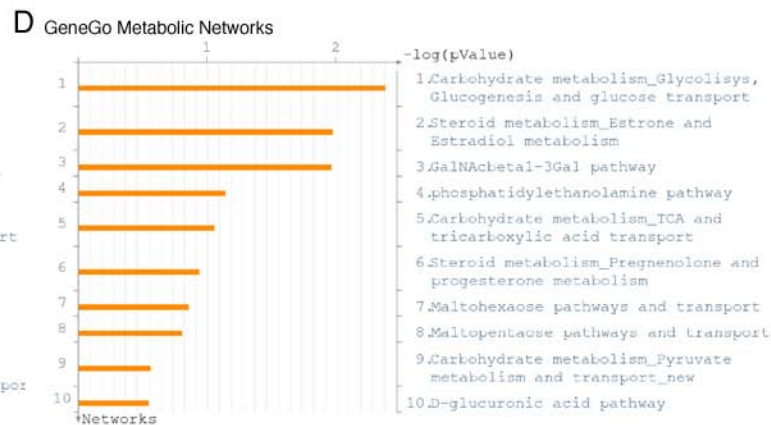 D GeneGo Metabolic Networks
1 2
-log(pValue)
1 1.Carbohydrate metabolism_Glycolisys,
Glucogenesis and glucose transport
2 2.Steroid metabolism_Estrone and
Estradiol metabolism
3 3.GalNAcbeta1-3Gal pathway
4 4.phosphatidylethanolamine pathway
5 5.Carbohydrate metabolism_TCA and
rt tricarboxylic acid transport
6 6.Steroid metabolism_Pregnenolone and
progesterone metabolism
7 7.Maltohexaose pathways and transport
8 8.Maltopentaose pathways and transport
9 9.Carbohydrate metabolism_Pyruvate
por metabolism and transport_new
10 10.D-glucuronic acid pathway
Networks